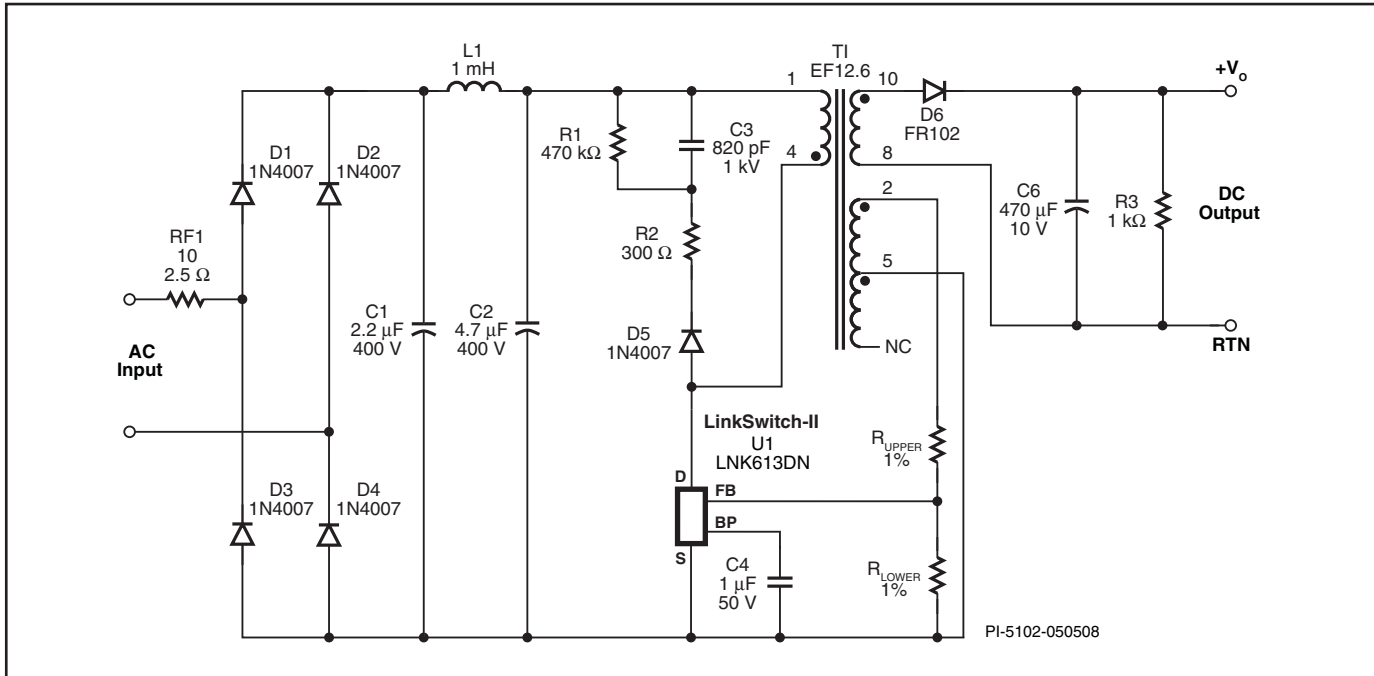 L1
1 mH
TI
EF12.6
1
10
+Vo
D6
FR102
R1
470 kΩ
C3
820 pF
1 kV
4
8
D1
1N4007
D2
1N4007
2
C6
470 µF
10 V
R3
1 kΩ
DC
Output
RF1
10
2.5 Ω
R2
300 Ω
5
C1
2.2 µF
400 V
C2
4.7 µF
400 V
D5
1N4007
NC
RTN
AC
Input
LinkSwitch-II
U1
LNK613DN
RUPPER
1%
D
FB
BP
S
D3
1N4007
D4
1N4007
C4
1 µF
50 V
RLOWER
1%
PI-5102-050508